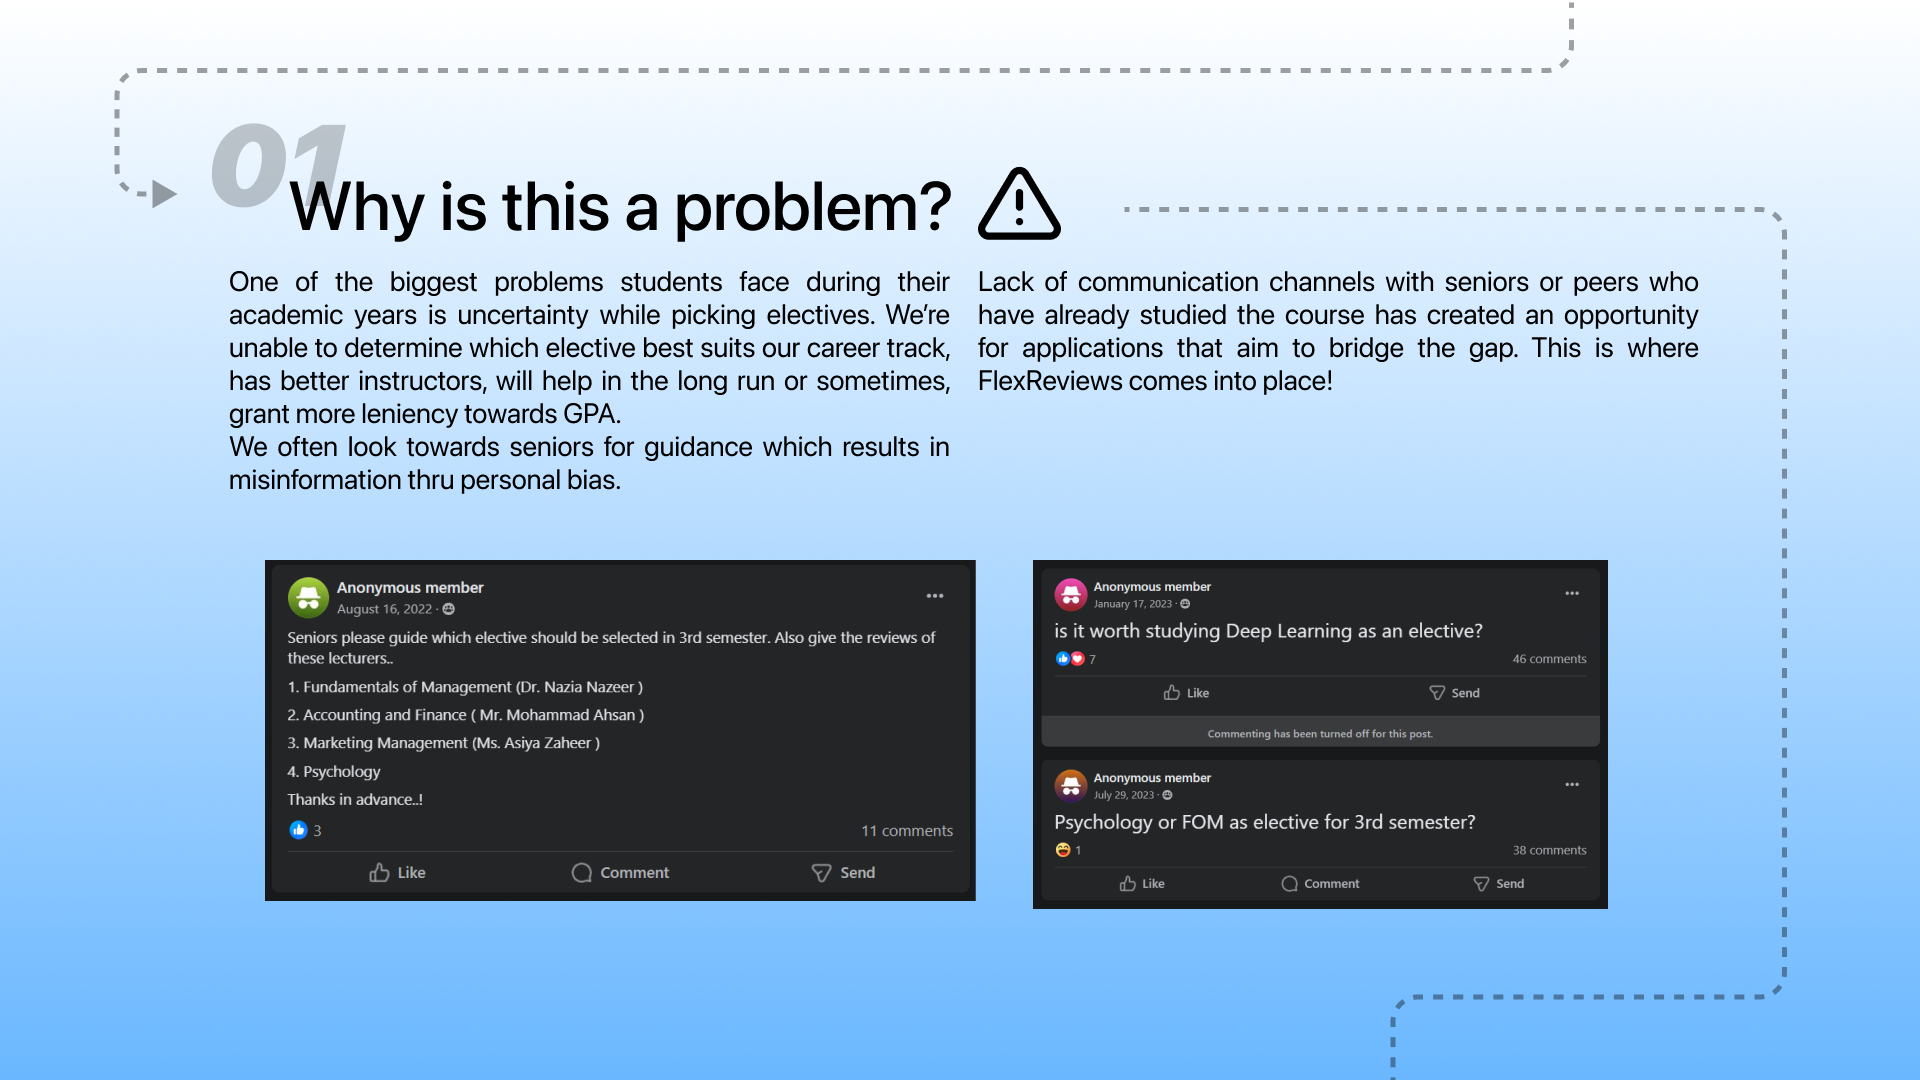 01
Why is this a problem?
One of the biggest problems students face during their
academic years is uncertainty while picking electives. We’re
unable to determine which elective best suits our career track,
has better instructors, will help in the long run or sometimes,
grant more leniency towards GPA.
We often look towards seniors for guidance which results in
misinformation thru personal bias.
Lack of communication channels with seniors or peers who
have already studied the course has created an opportunity
for applications that aim to bridge the gap. This is where
FlexReviews comes into place!
Anonymous member
August 16, 2022 ·
Seniors please guide which elective should be selected in 3rd semester. Also give the reviews of
these lecturers..
1. Fundamentals of Management (Dr. Nazia Nazeer )
2. Accounting and Finance ( Mr. Mohammad Ahsan )
3. Marketing Management (Ms. Asiya Zaheer )
4. Psychology
Thanks in advance..!
3 11 comments
Like Comment Send
Anonymous member
January 17, 2023 ·
is it worth studying Deep Learning as an elective?
7 46 comments
Like Send
Commenting has been turned off for this post.
Anonymous member
July 29, 2023 ·
Psychology or FOM as elective for 3rd semester?
1 38 comments
Like Comment Send